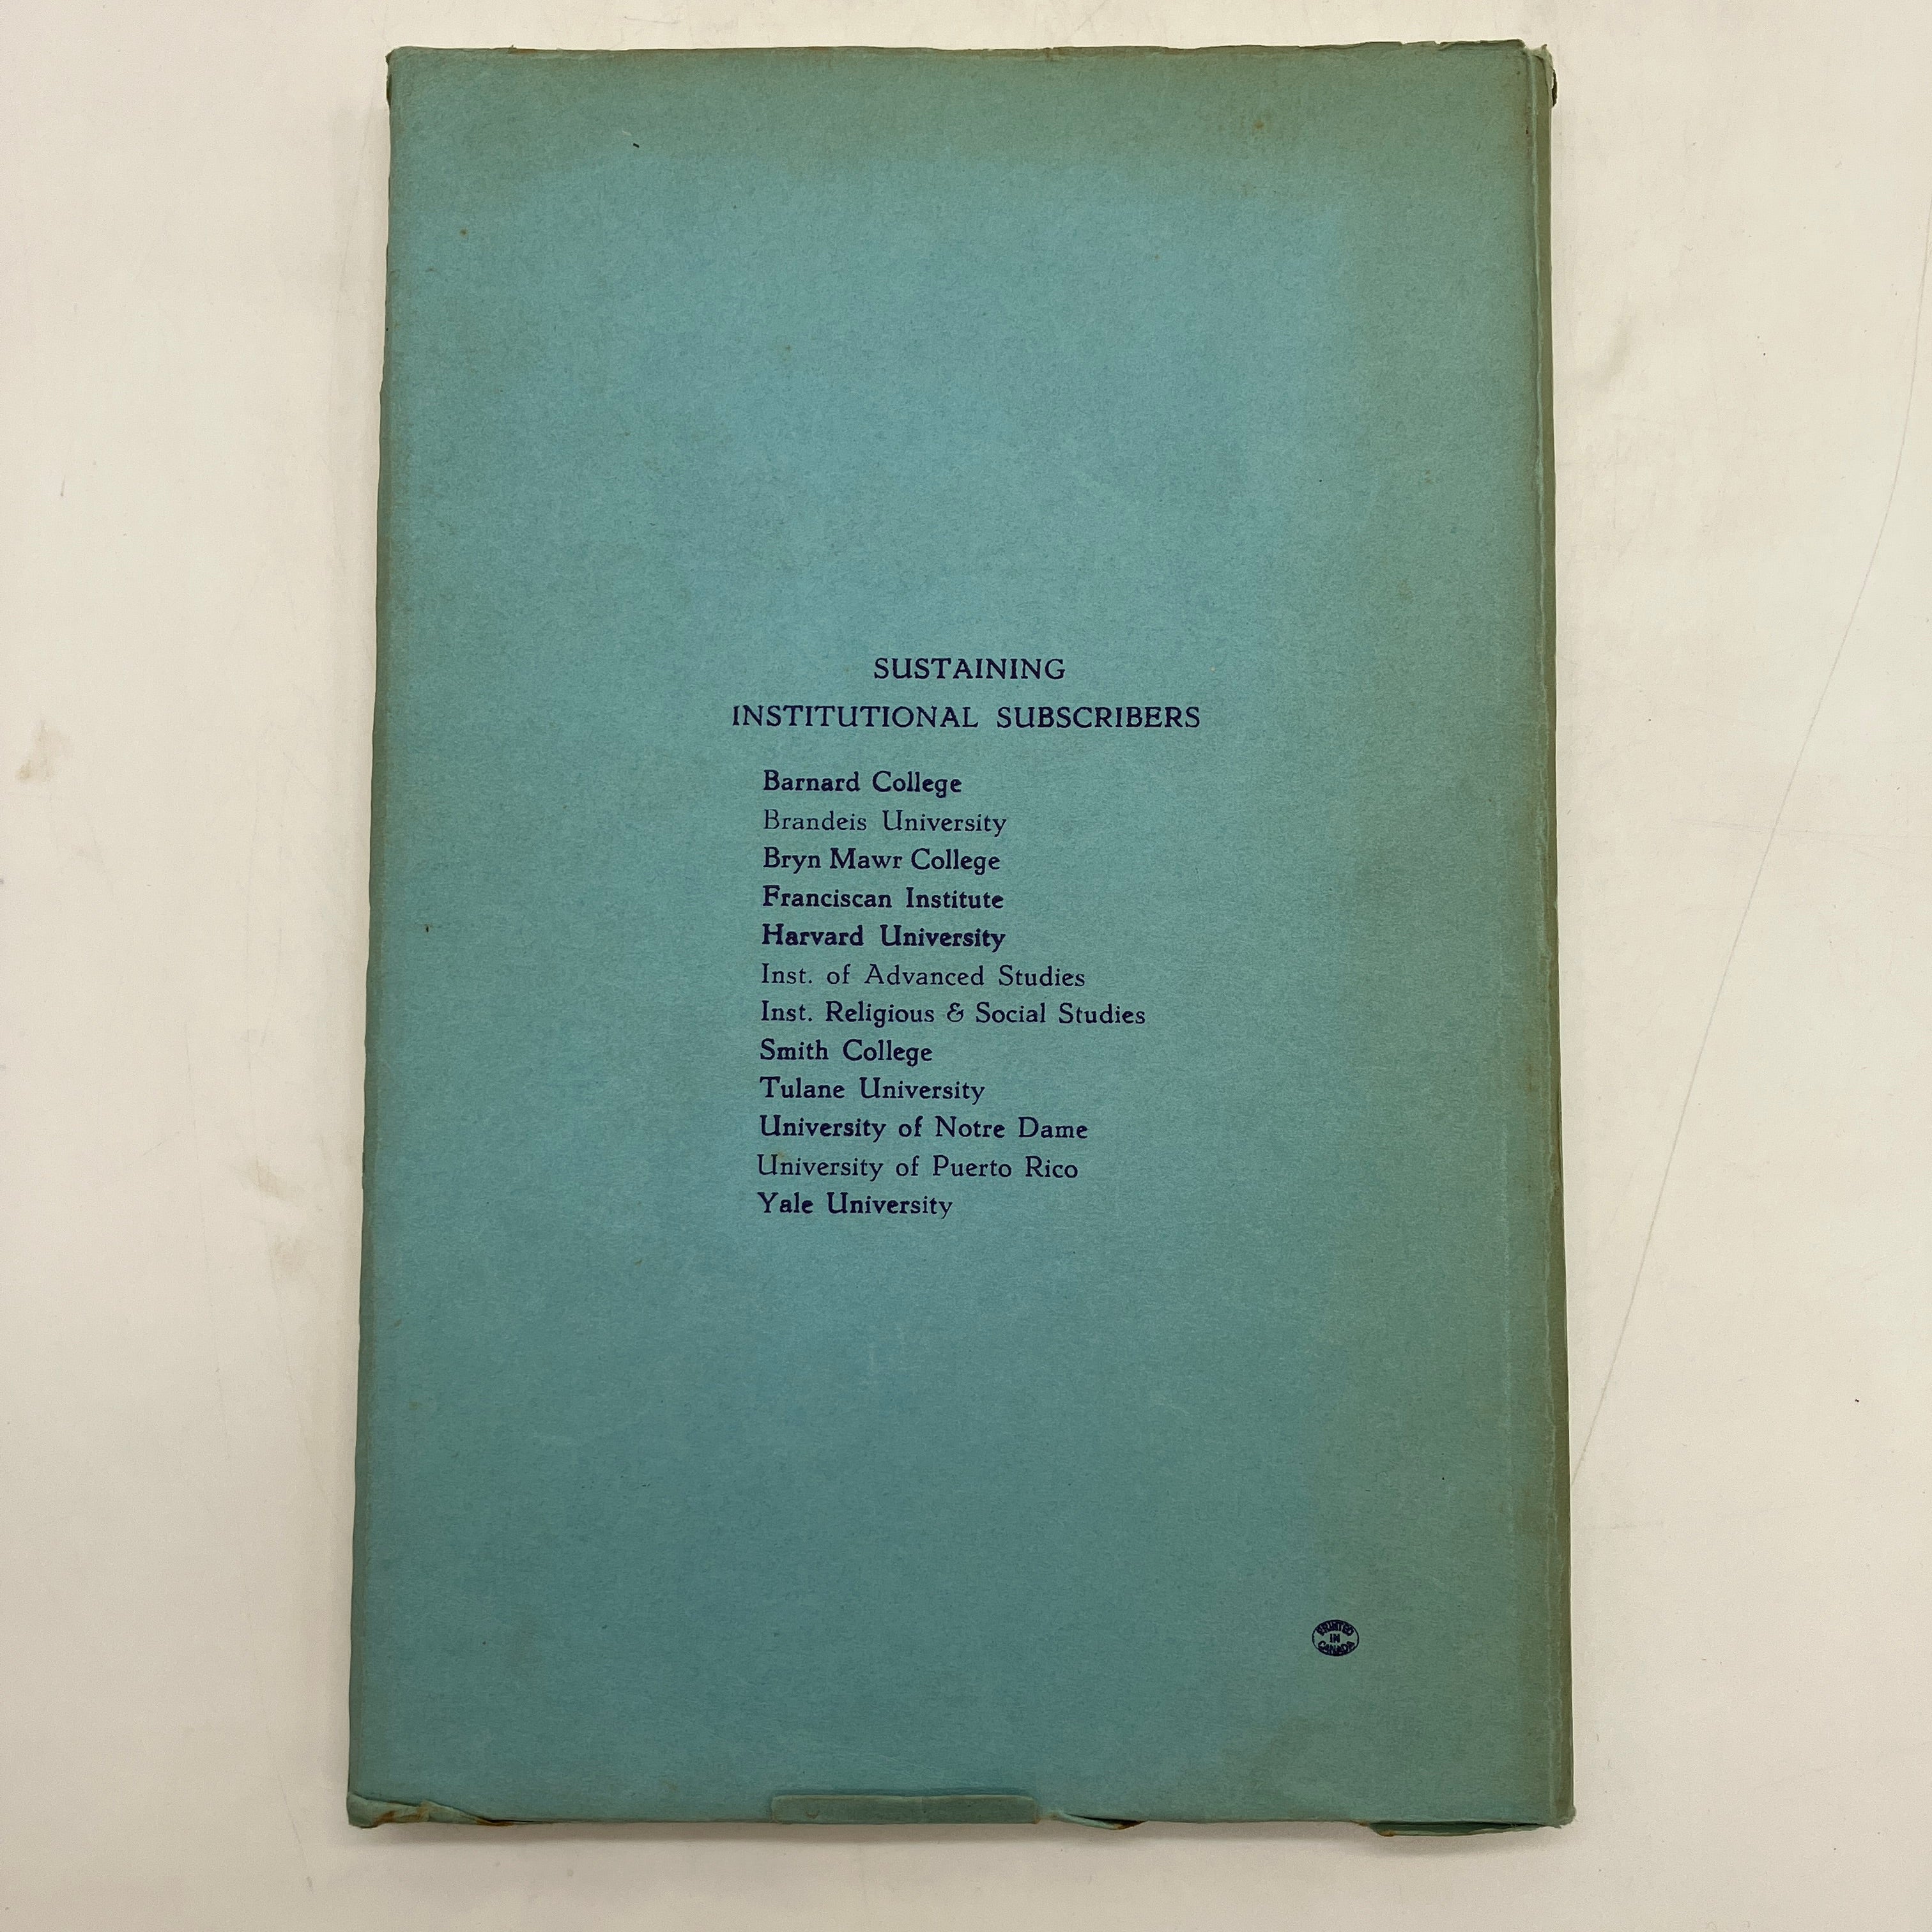 SUSTAINING
INSTITUTIONAL SUBSCRIBERS
Barnard College
Brandeis University
Bryn Mawr College
Franciscan Institute
Harvard University
Inst. of Advanced Studies
Inst. Religious & Social Studies
Smith College
Tulane University
University of Notre Dame
University of Puerto Rico
Yale University
PRINTED
IN
CANADA